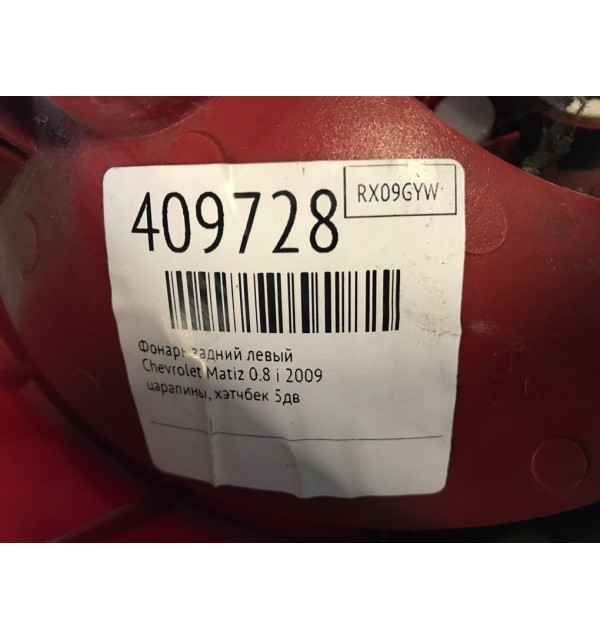 409728
RX09GYW
Фонарь задний левый
Chevrolet Matiz 0.8 i 2009
царапины, хэтчбек 5дв